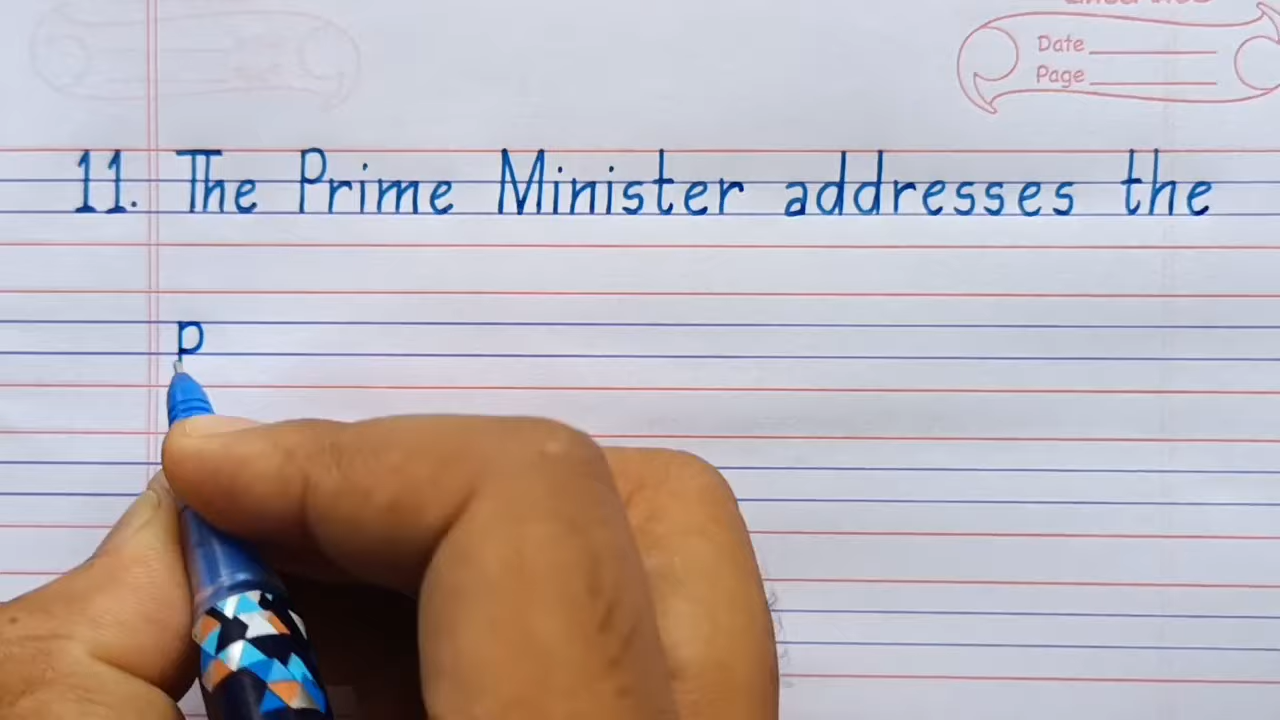 Date
Page
11. The Prime Minister addresses the
p